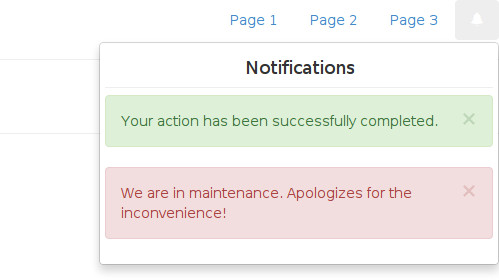 Page 1 Page 2 Page 3
Notifications
Your action has been successfully completed. ×
We are in maintenance. Apologizes for the ×
inconvenience!